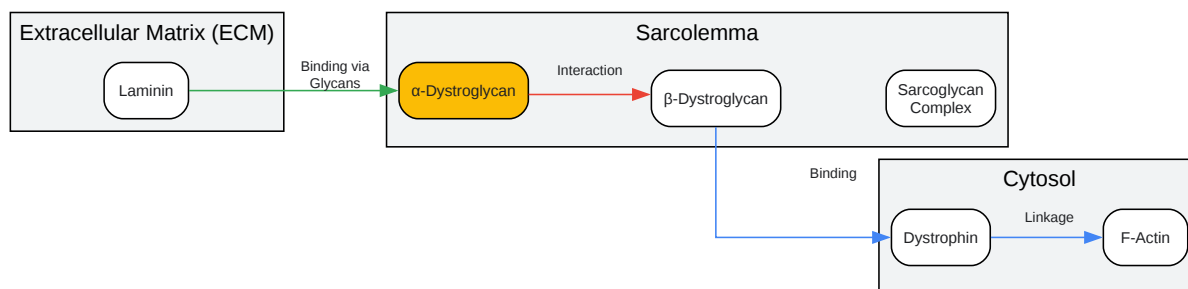 Extracellular Matrix (ECM)
Laminin
Binding via
Glycans
Sarcolemma
α-Dystroglycan
Interaction
β-Dystroglycan
Sarcoglycan
Complex
Binding
Cytosol
Dystrophin
Linkage
F-Actin